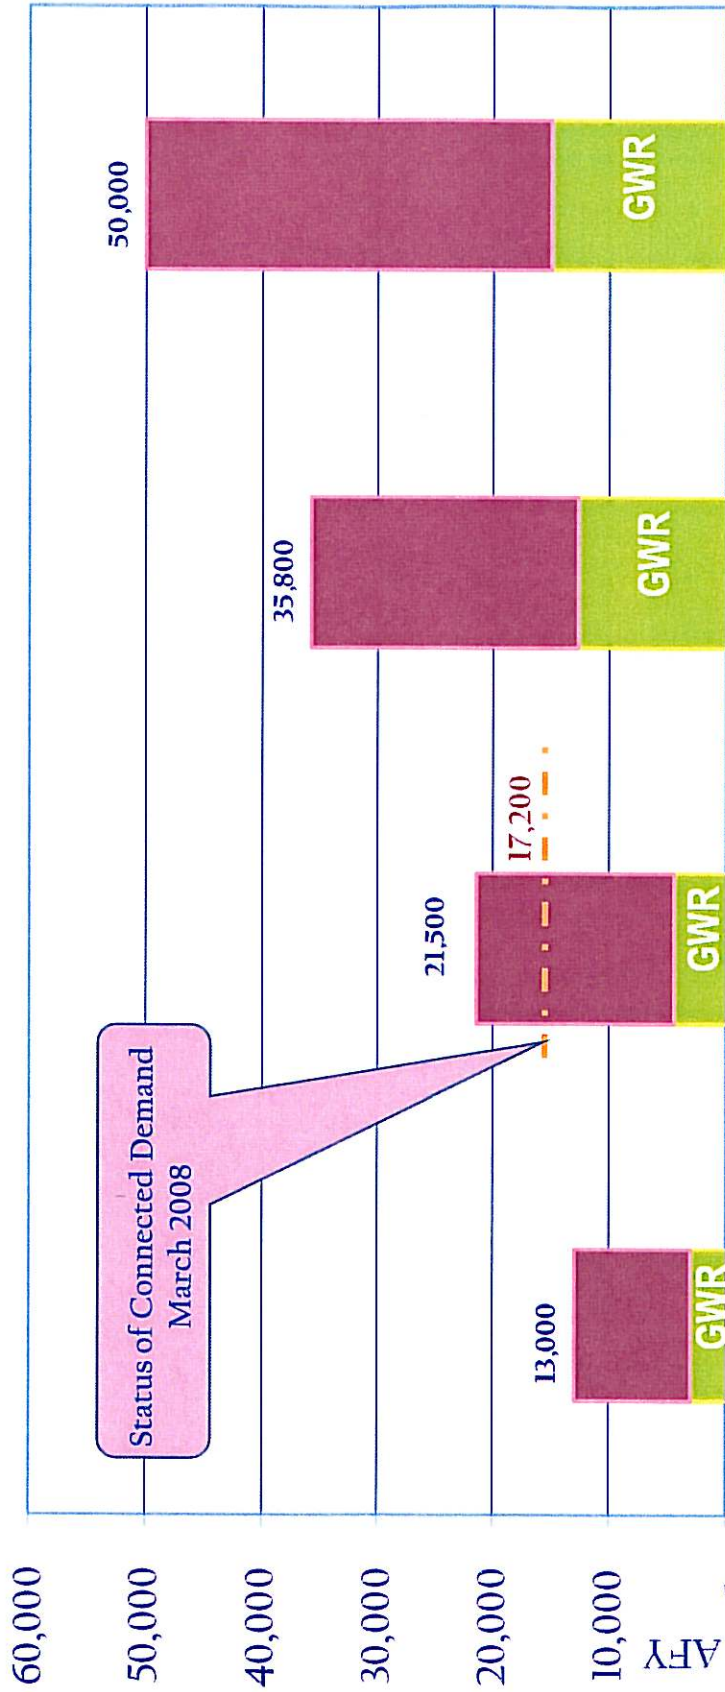 60,000
50,000
40,000
30,000
20,000
10,000
AFY
Status of Connected Demand
March 2008
13,000
GWR
21,500
GWR
17,200
35,800
GWR
50,000
GWR